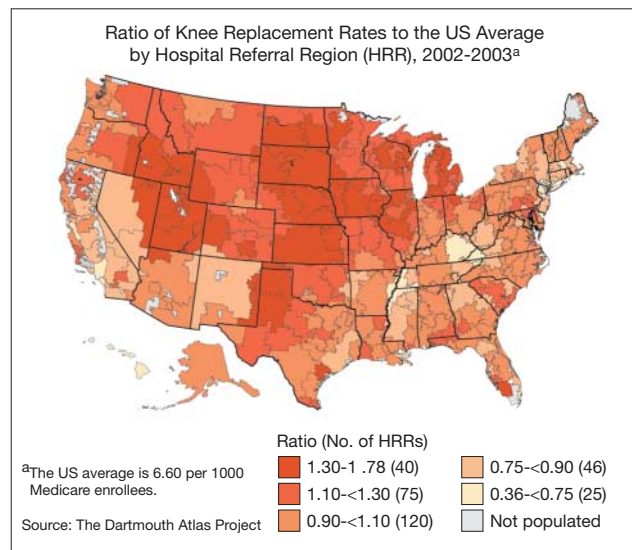 Ratio of Knee Replacement Rates to the US Average
by Hospital Referral Region (HRR), 2002-2003a
Ratio (No. of HRRs)
aThe US average is 6.60 per 1000
Medicare enrollees.
Source: The Dartmouth Atlas Project
1.30-1 .78 (40)
1.10-<1.30 (75)
0.90-<1.10 (120)
0.75-<0.90 (46)
0.36-<0.75 (25)
Not populated